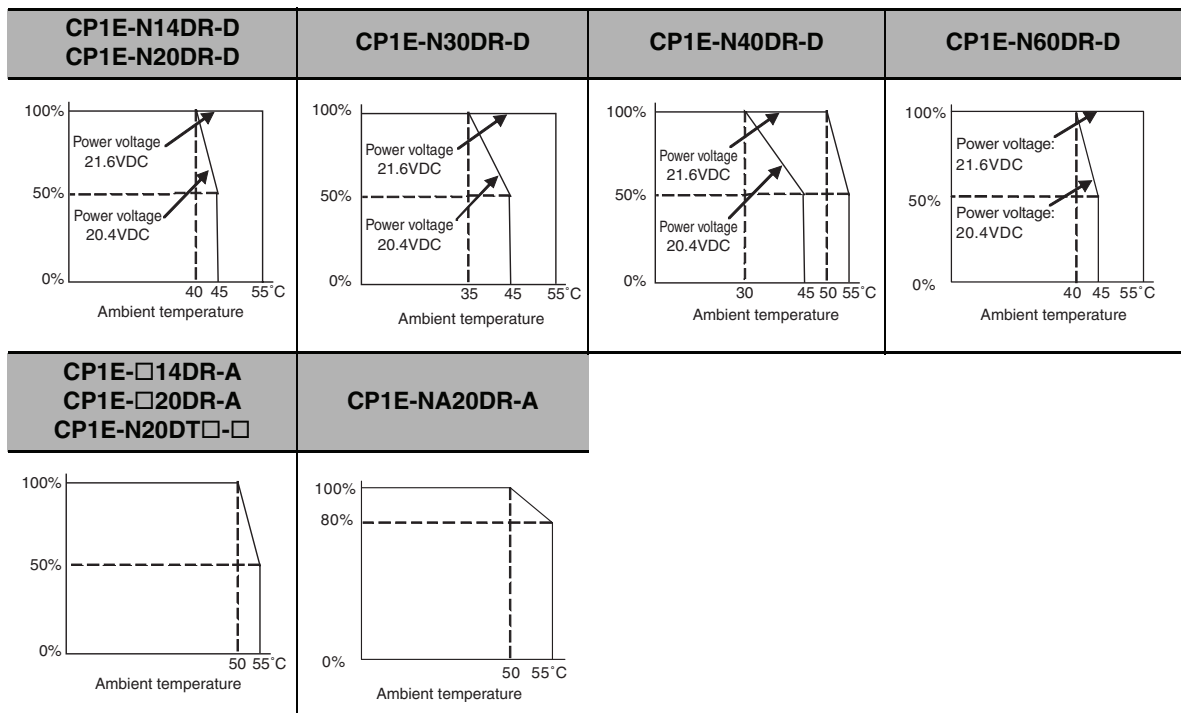 CP1E-N14DR-D
CP1E-N20DR-D
CP1E-N30DR-D
CP1E-N40DR-D
CP1E-N60DR-D
100%
Power voltage
21.6VDC
50%
Power voltage
20.4VDC
0%
40 45 55˚C
Ambient temperature
100%
Power voltage
21.6VDC
50%
Power voltage
20.4VDC
0%
35 45 55˚C
Ambient temperature
100%
Power voltage
21.6VDC
50%
Power voltage
20.4VDC
0%
30 45 50 55˚C
Ambient temperature
100%
Power voltage:
21.6VDC
50%
Power voltage:
20.4VDC
0%
40 45 55˚C
Ambient temperature
CP1E-□14DR-A
CP1E-□20DR-A
CP1E-N20DT□-□
CP1E-NA20DR-A
100%
50%
0%
50 55˚C
Ambient temperature
100%
80%
0%
50 55˚C
Ambient temperature